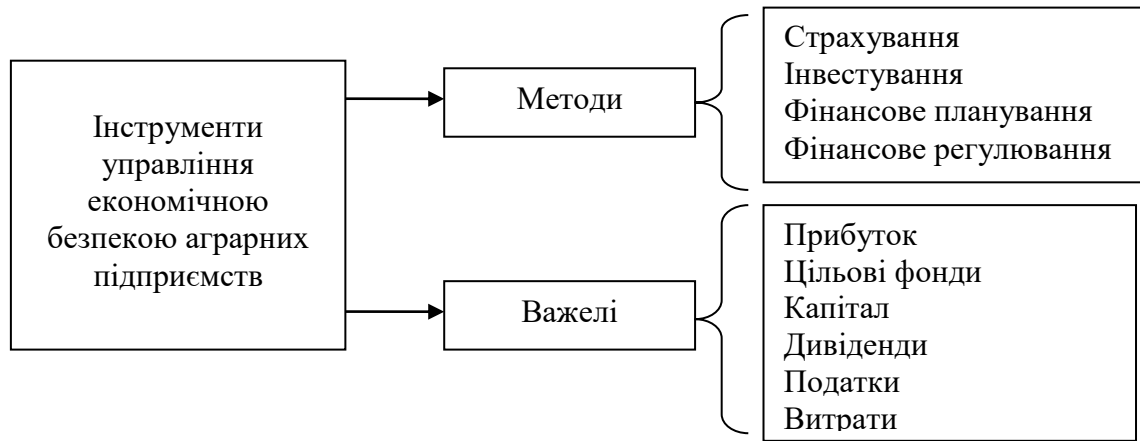 Інструменти
управління
економічною
безпекою аграрних
підприємств
Методи
Страхування
Інвестування
Фінансове планування
Фінансове регулювання
Важелі
Прибуток
Цільові фонди
Капітал
Дивіденди
Податки
Витрати